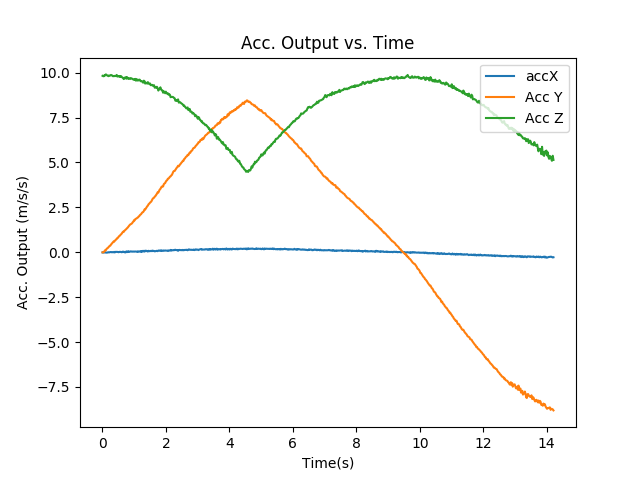 Acc. Output vs. Time
Acc. Output (m/s/s)
10.0
7.5
5.0
2.5
0.0
−2.5
−5.0
−7.5
accX
Acc Y
Acc Z
0 2 4 6 8 10 12 14
Time(s)